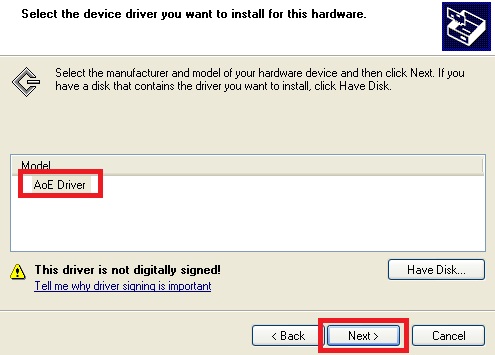 Select the device driver you want to install for this hardware.
Select the manufacturer and model of your hardware device and then click Next. If you
have a disk that contains the driver you want to install, click Have Disk.
Model
AoE Driver
This driver is not digitally signed!
Tell me why driver signing is important
Have Disk...
< Back
Next >
Cancel